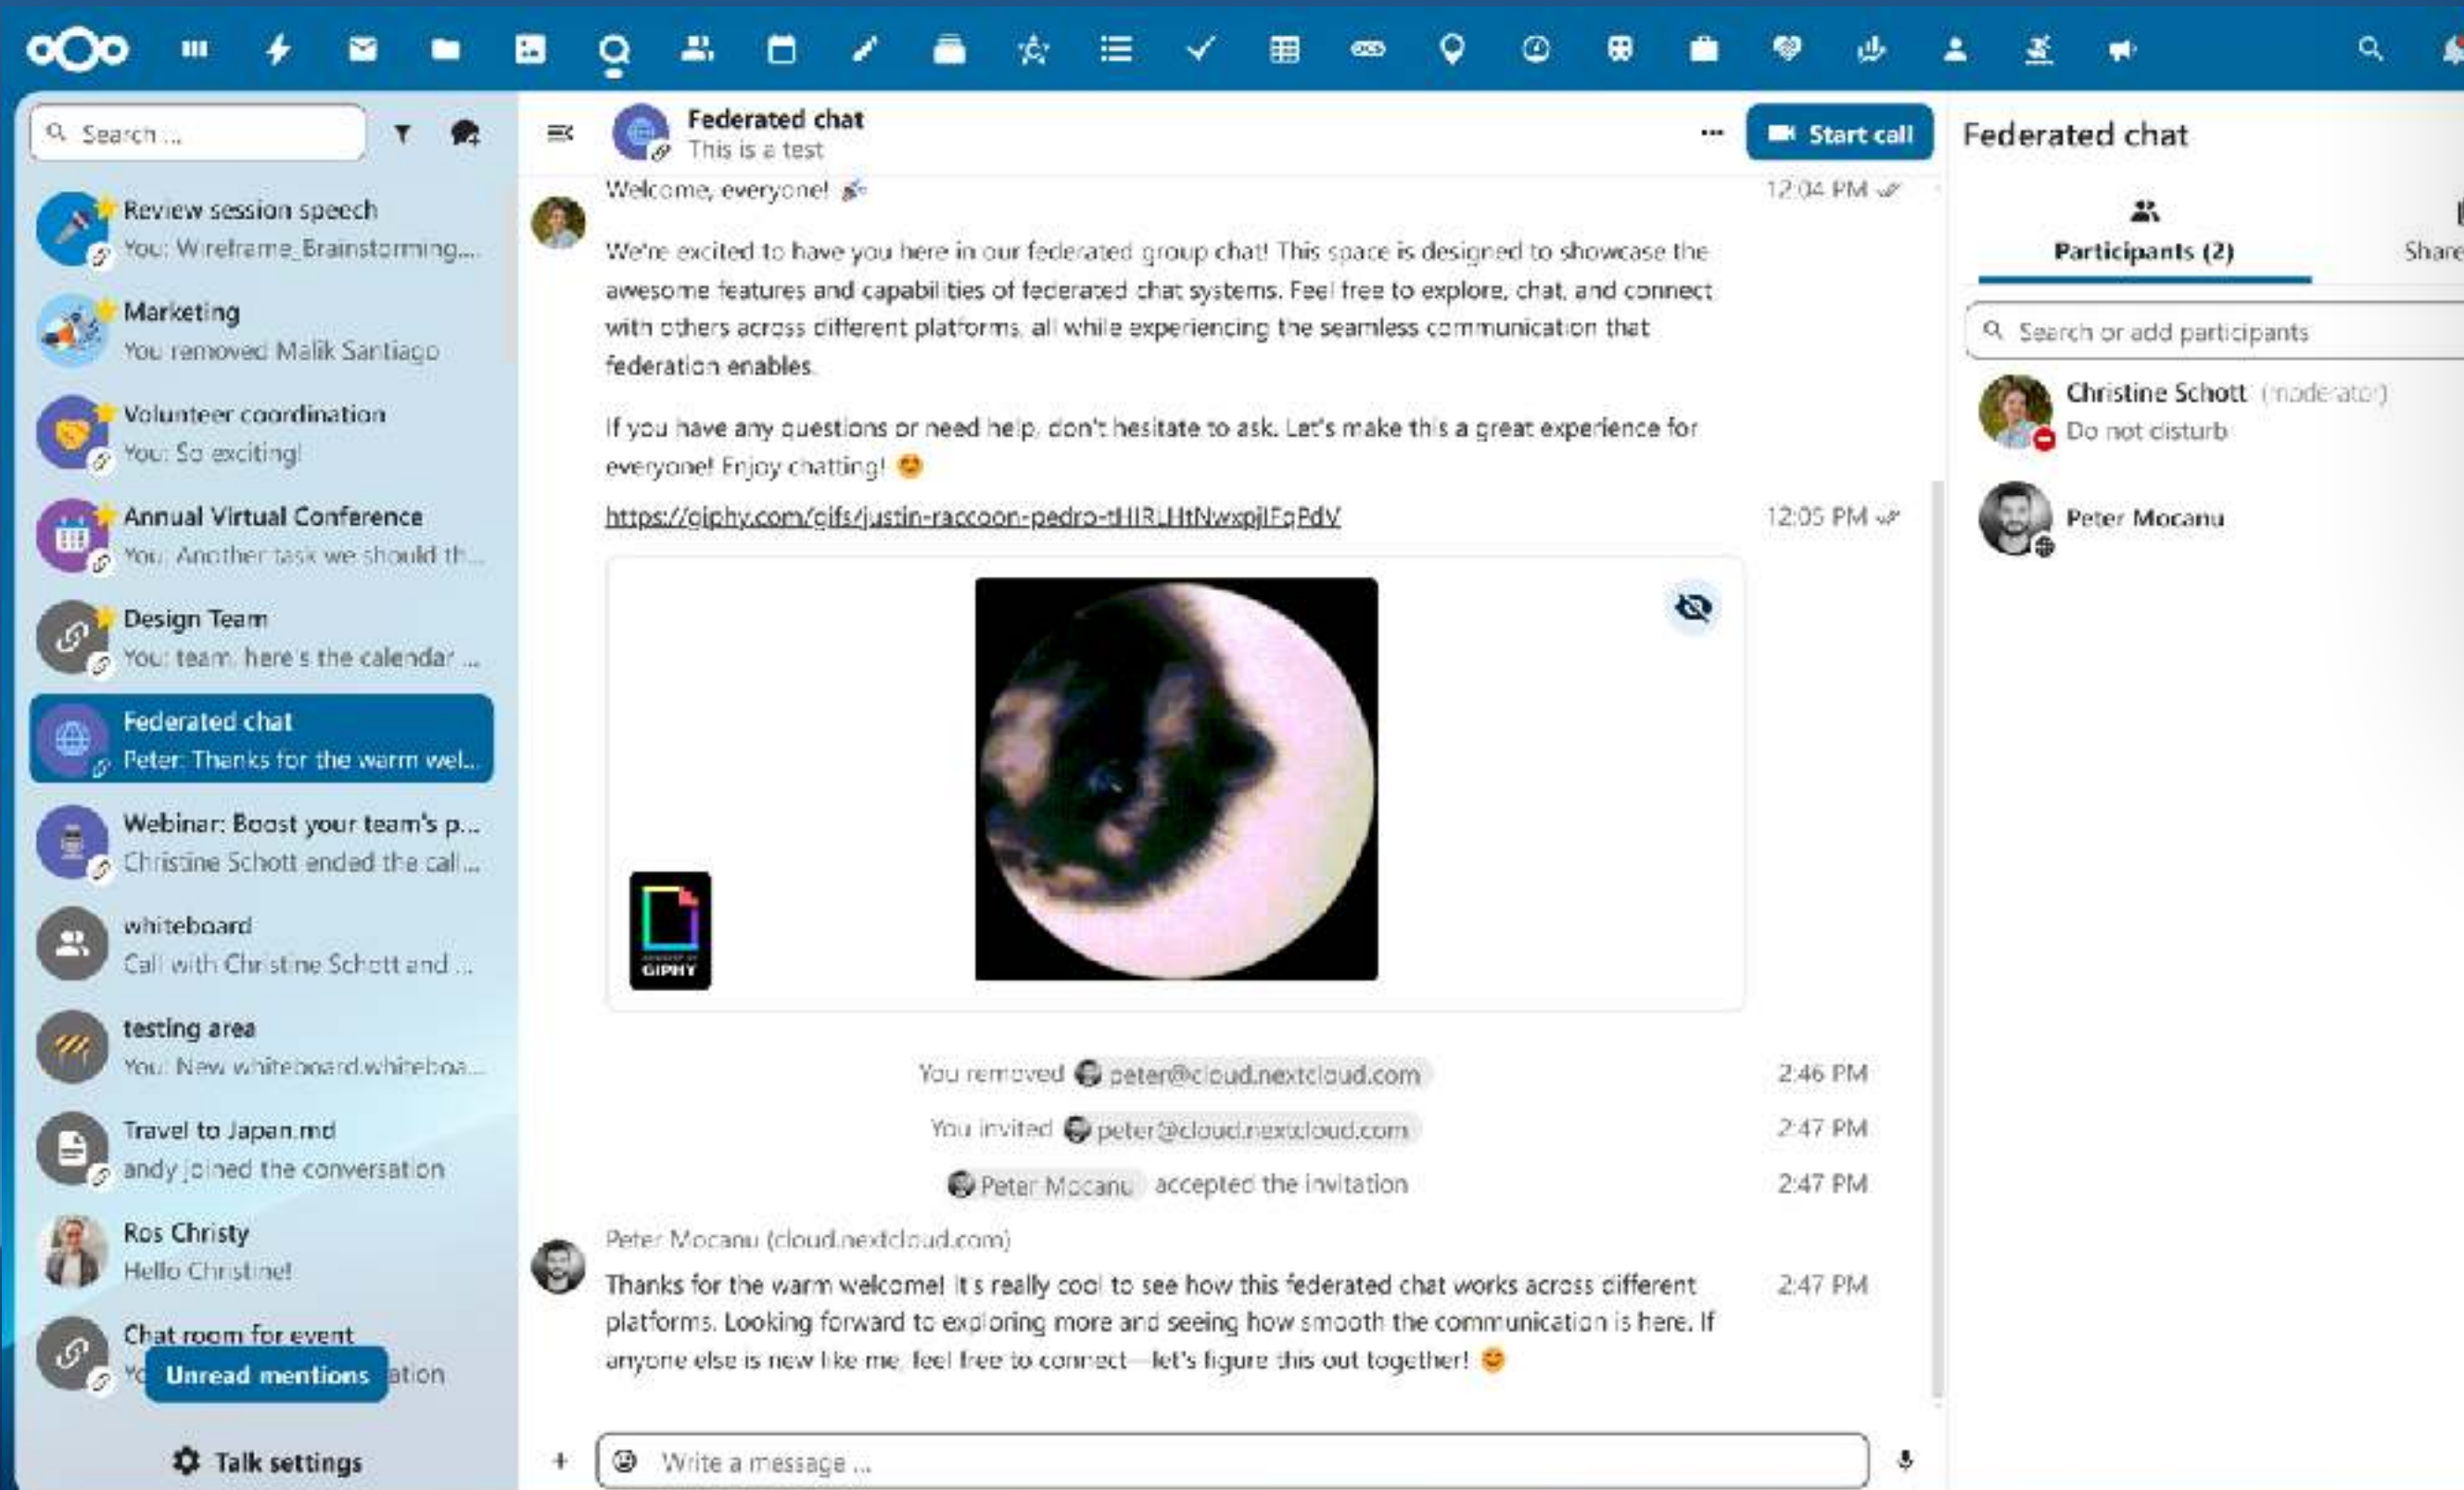 Search ...
Review session speech
You: Wireframe_Brainstorming....
Marketing
You removed Malik Santiago
Volunteer coordination
You: So exciting!
Annual Virtual Conference
You: Another task we should th...
Design Team
You: team, here's the calendar ...
Federated chat
Peter: Thanks for the warm wel...
Webinar: Boost your team's p...
Christine Schott ended the call...
whiteboard
Call with Christine Schott and ...
testing area
You: New whiteboard.whiteboa...
Travel to Japan.md
andy joined the conversation
Ros Christy
Hello Christine!
Chat room for event
Unread mentions
ation
Talk settings
Federated chat
This is a test
Start call
Welcome, everyone! 🎉
12:04 PM
We're excited to have you here in our federated group chat! This space is designed to showcase the
awesome features and capabilities of federated chat systems. Feel free to explore, chat, and connect
with others across different platforms, all while experiencing the seamless communication that
federation enables.
If you have any questions or need help, don't hesitate to ask. Let's make this a great experience for
everyone! Enjoy chatting! 😊
12:05 PM
GIPHY
You removed peter@cloud.nextcloud.com
2:46 PM
You invited peter@cloud.nextcloud.com
2:47 PM
Peter Mocanu accepted the invitation
2:47 PM
Peter Mocanu (cloud.nextcloud.com)
Thanks for the warm welcome! It's really cool to see how this federated chat works across different
2:47 PM
platforms. Looking forward to exploring more and seeing how smooth the communication is here. If
anyone else is new like me, feel free to connect—let's figure this out together! 😊
Write a message ...
Federated chat
Participants (2)
Share
Search or add participants
Christine Schott (moderator)
Do not disturb
Peter Mocanu